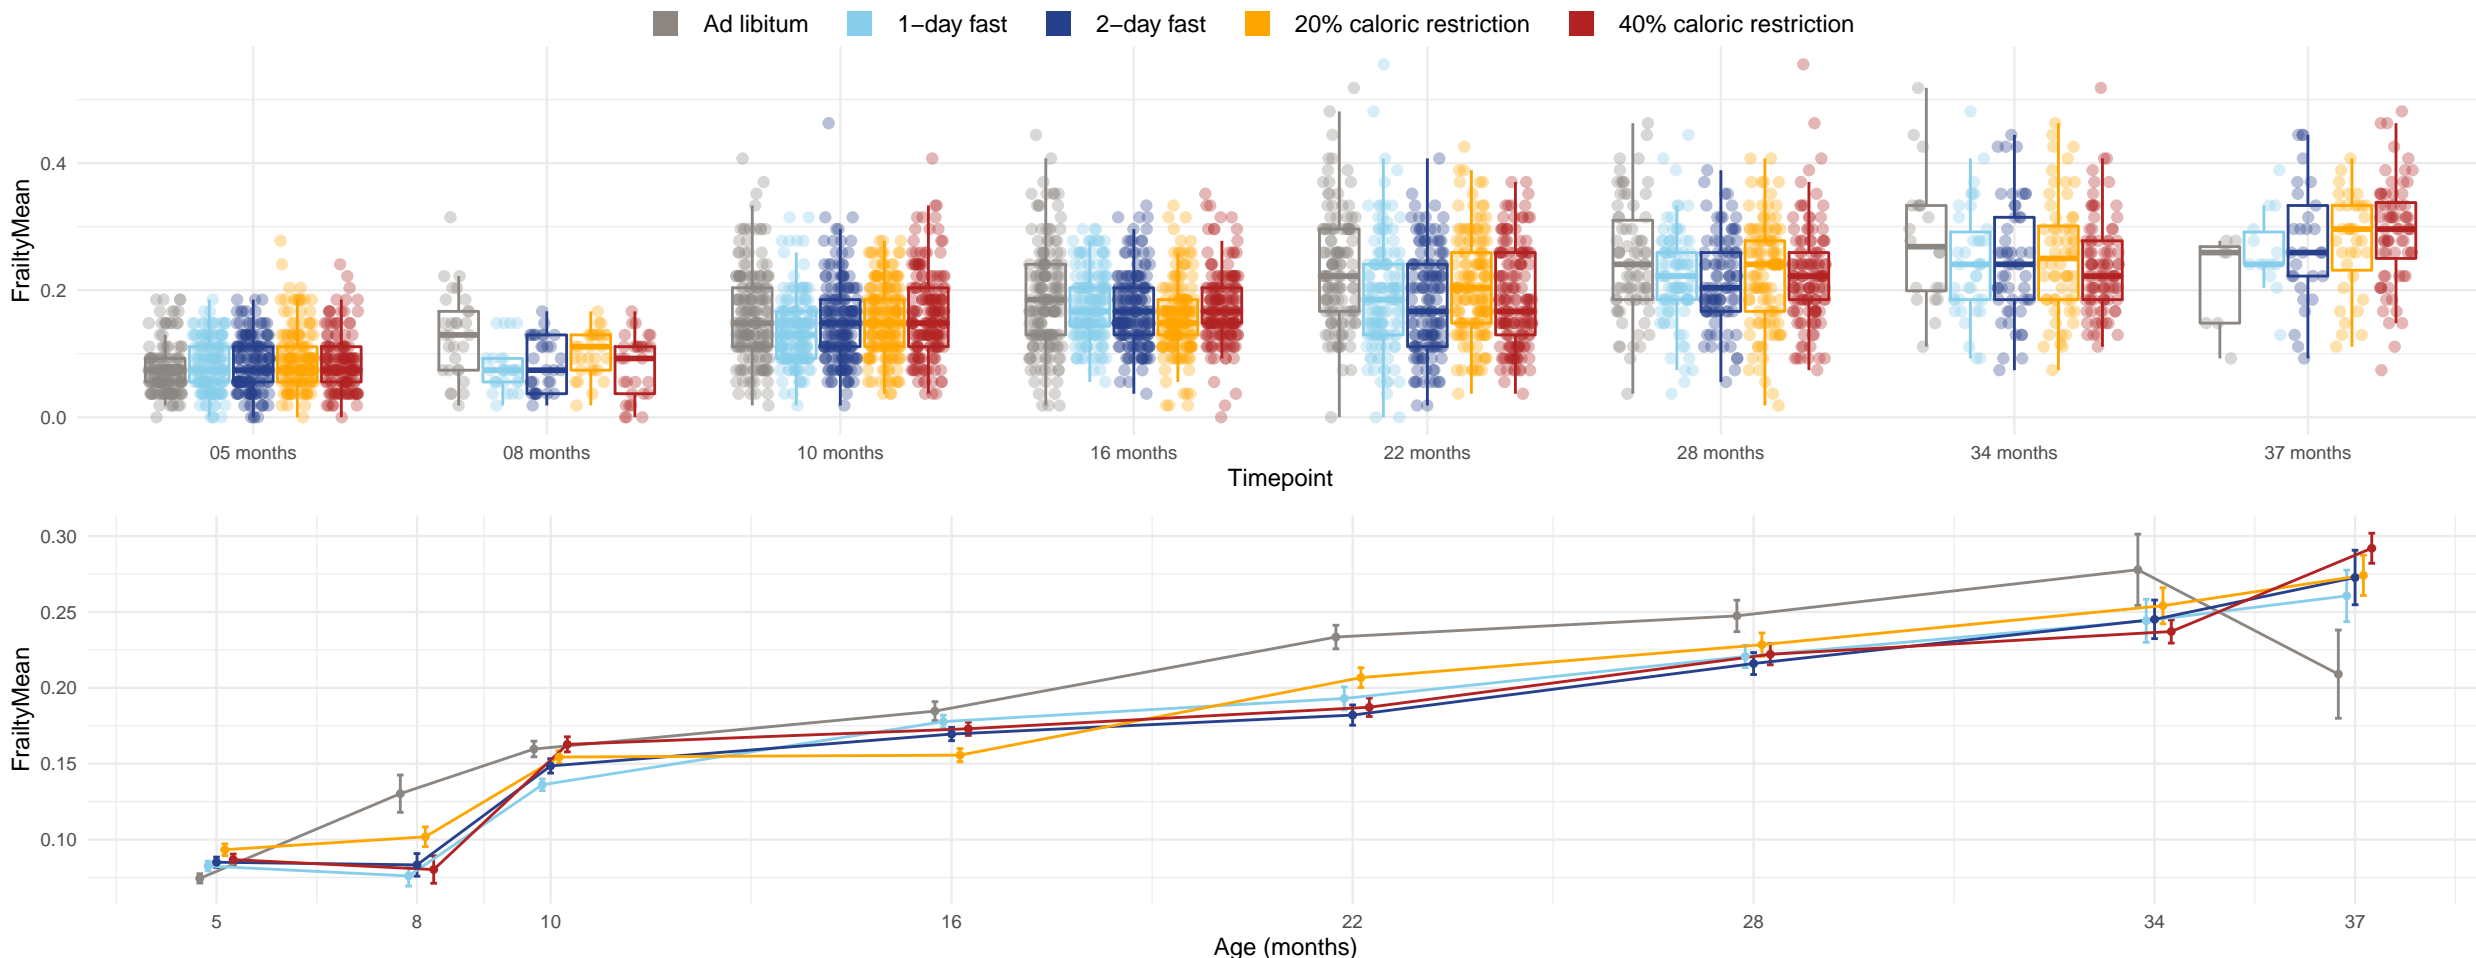 Ad libitum 1−day fast 2−day fast 20% caloric restriction 40% caloric restriction
FrailtyMean
0.4
0.2
0.0
05 months 08 months 10 months 16 months 22 months 28 months 34 months 37 months
Timepoint
FrailtyMean
0.30
0.25
0.20
0.15
0.10
5 8 10 16 22 28 34 37
Age (months)